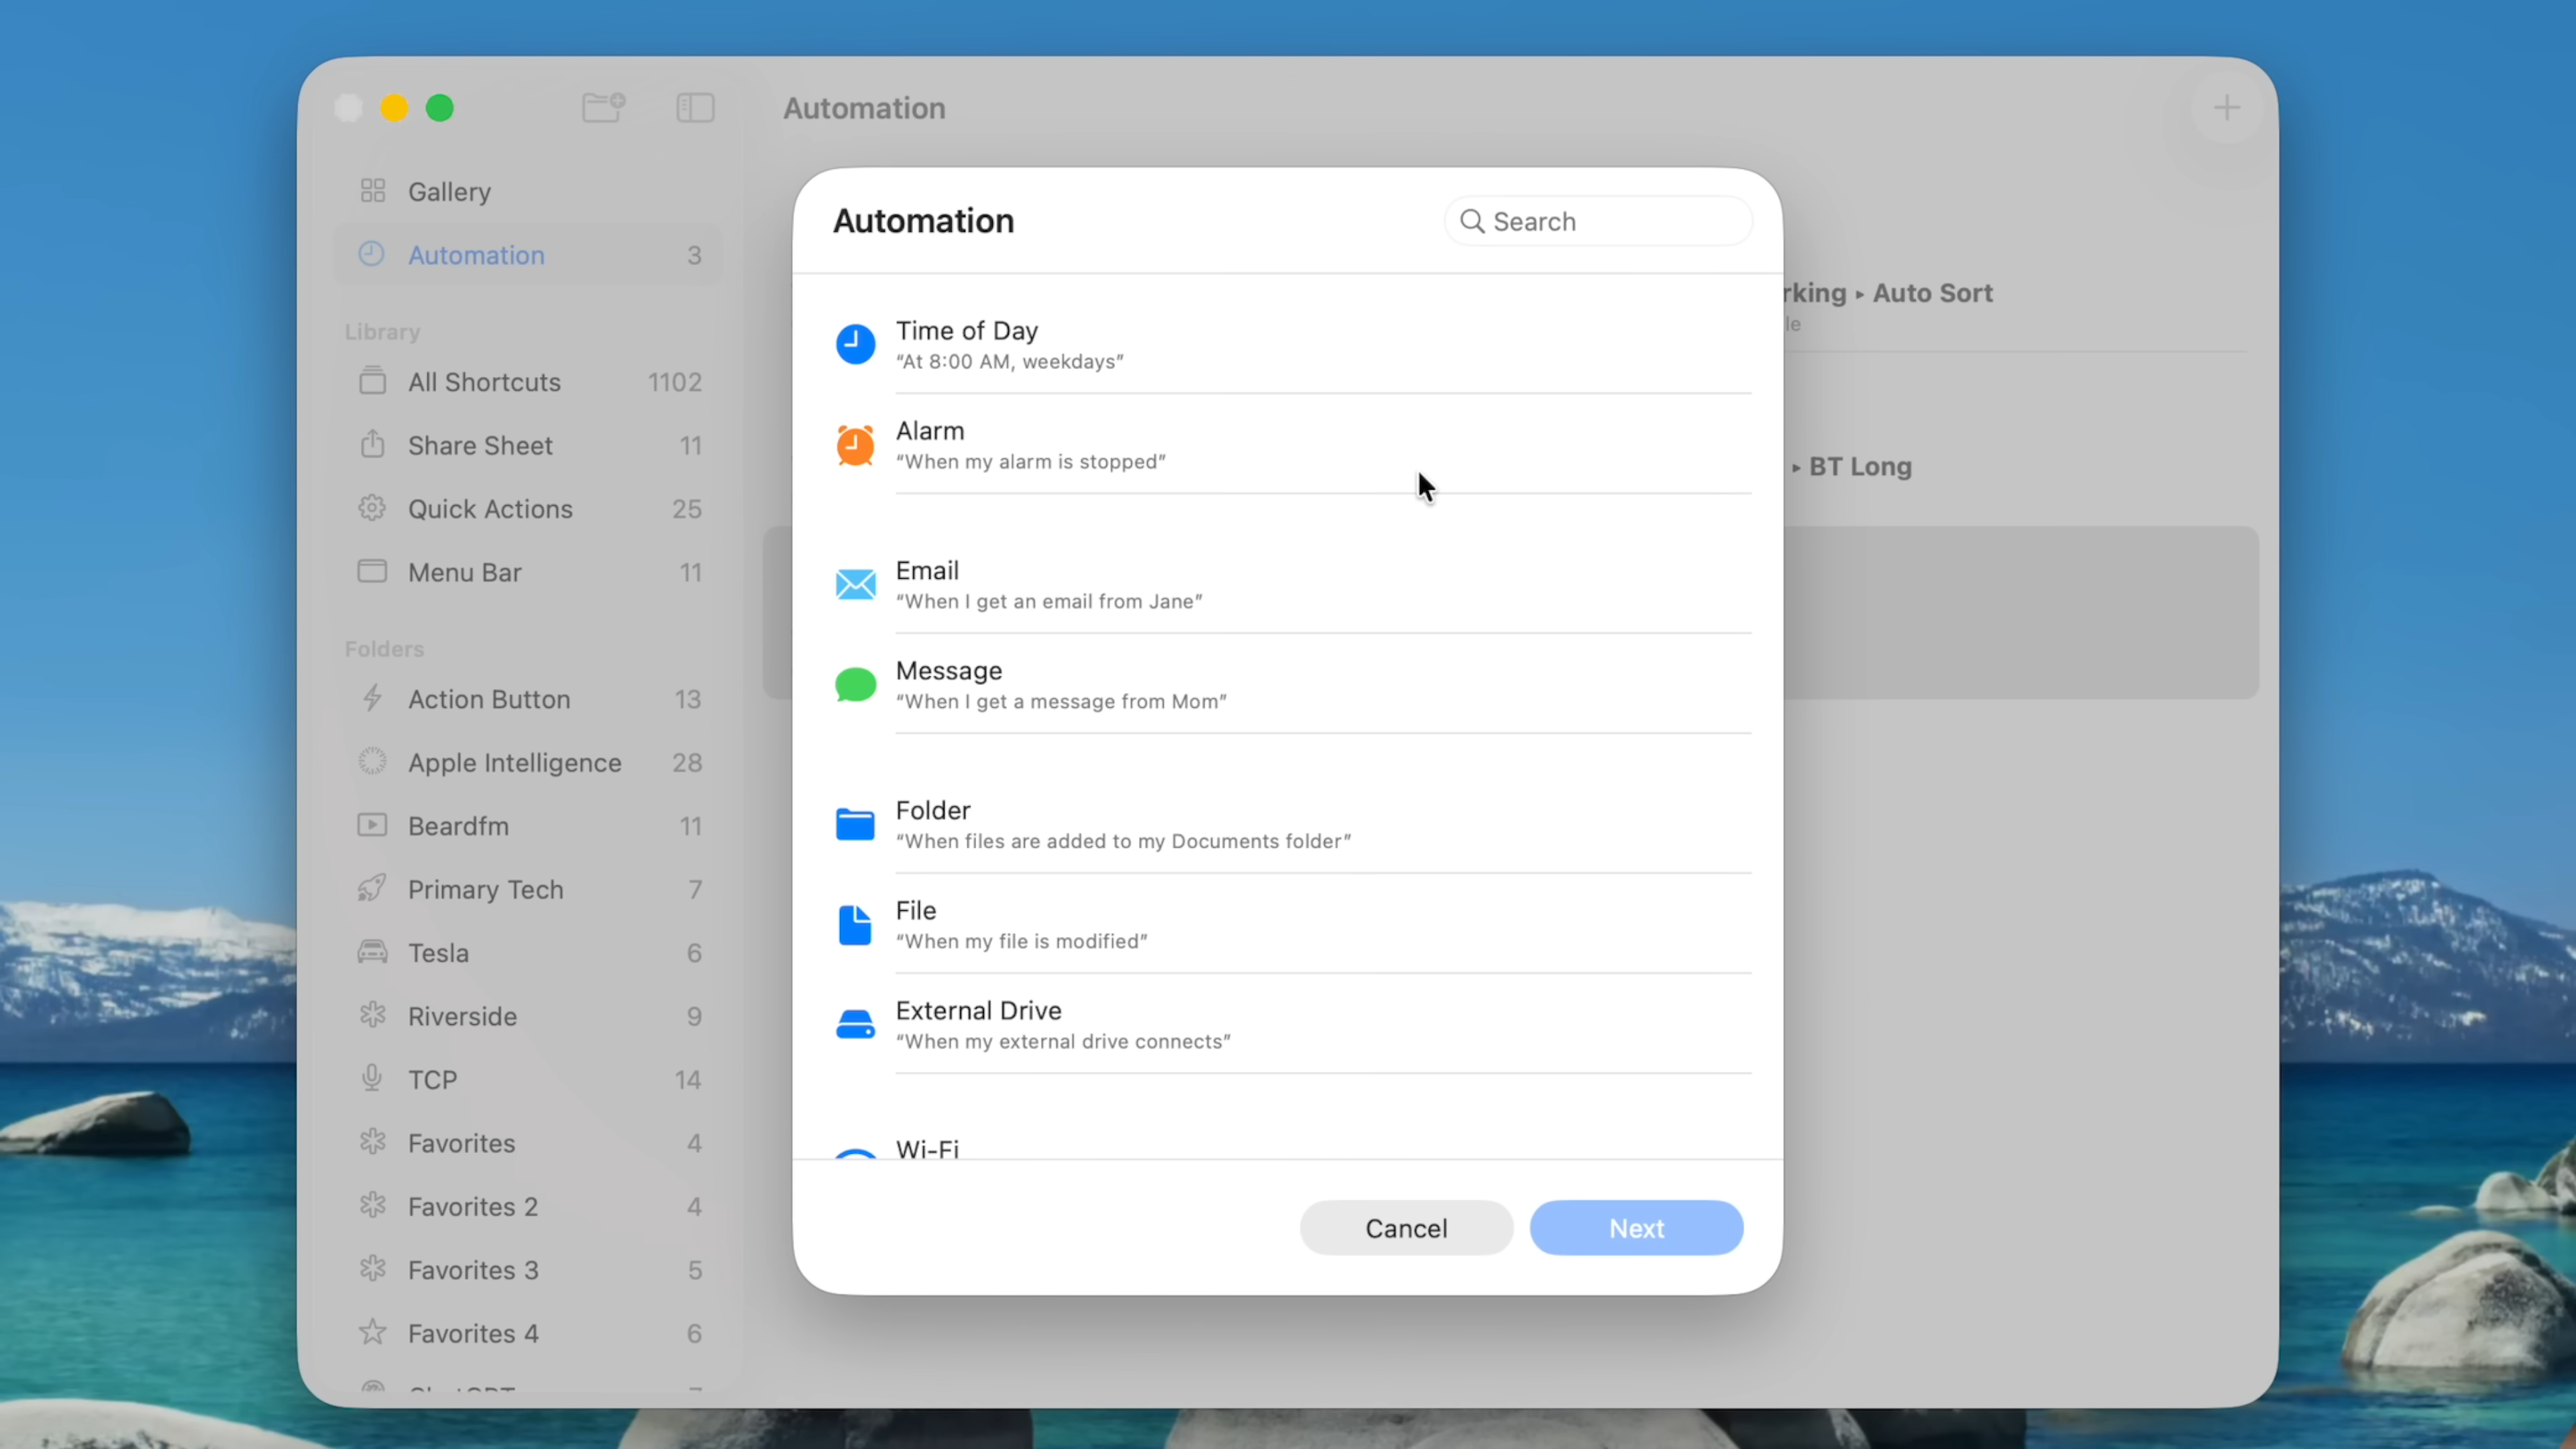 Automation
Gallery
Automation 3
Library
All Shortcuts 1102
Share Sheet 11
Quick Actions 25
Menu Bar 11
Folders
Action Button 13
Apple Intelligence 28
Beardfm 11
Primary Tech 7
Tesla 6
Riverside 9
TCP 14
Favorites 4
Favorites 2 4
Favorites 3 5
Favorites 4 6
Automation
Search
Time of Day
“At 8:00 AM, weekdays”
Alarm
“When my alarm is stopped”
Email
“When I get an email from Jane”
Message
“When I get a message from Mom”
Folder
“When files are added to my Documents folder”
File
“When my file is modified”
External Drive
“When my external drive connects”
Wi-Fi
Cancel
Next
rking ▸ Auto Sort
le
▸ BT Long